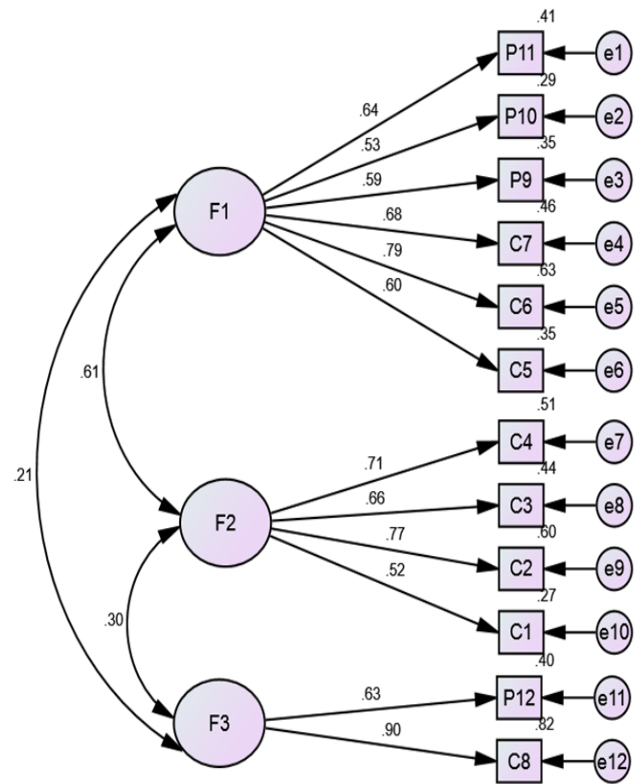 .41
P11 e1
.29
.64
P10 e2
.53
.35
.59
P9 e3
.46
F1
.68
C7 e4
.79
.63
.60
C6 e5
.35
C5 e6
.61
.51
C4 e7
.71
.44
.21
.66
C3 e8
F2
.77
.60
.52
C2 e9
.27
.30
C1 e10
.40
.63
P12 e11
F3
.90
.82
C8 e12